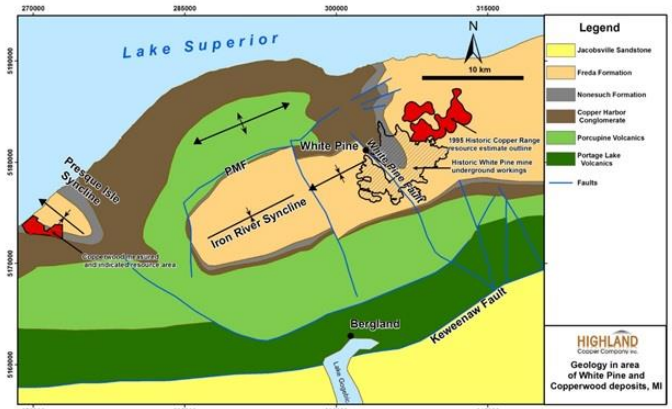 270000
285000
300000
315000
Lake Superior
N
10 km
5190000
5180000
5170000
5160000
1995 Historic Copper Range
resource estimate outline
White Pine
Historic White Pine mine
underground workings
White Pine Fault
PMF
Presque Isle
Syncline
Iron River Syncline
Copperwood measured
and indicated resource area
Bergland
Keweenaw Fault
Lake Gogebic
Legend
Jacobsville Sandstone
Freda Formation
Nonesuch Formation
Copper Harbor
Conglomerate
Porcupine Volcanics
Portage Lake
Volcanics
Faults
HIGHLAND
Copper Company Inc.
Geology in area
of White Pine and
Copperwood deposits, MI